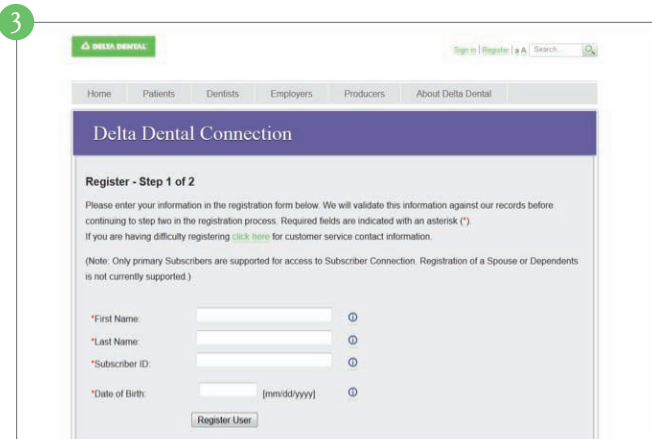 3
DELTA DENTAL
Sign in | Register | a A Search...
Home Patients Dentists Employers Producers About Delta Dental
Delta Dental Connection
Register - Step 1 of 2
Please enter your information in the registration form below. We will validate this information against our records before
continuing to step two in the registration process. Required fields are indicated with an asterisk (*).
If you are having difficulty registering click here for customer service contact information.
(Note: Only primary Subscribers are supported for access to Subscriber Connection. Registration of a Spouse or Dependents
is not currently supported.)
*First Name:
*Last Name:
*Subscriber ID:
*Date of Birth: [mm/dd/yyyy]
Register User